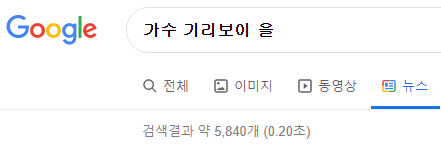 Google 가수 기리보이 을
전체 이미지 동영상 뉴스
검색결과 약 5,840개 (0.20초)